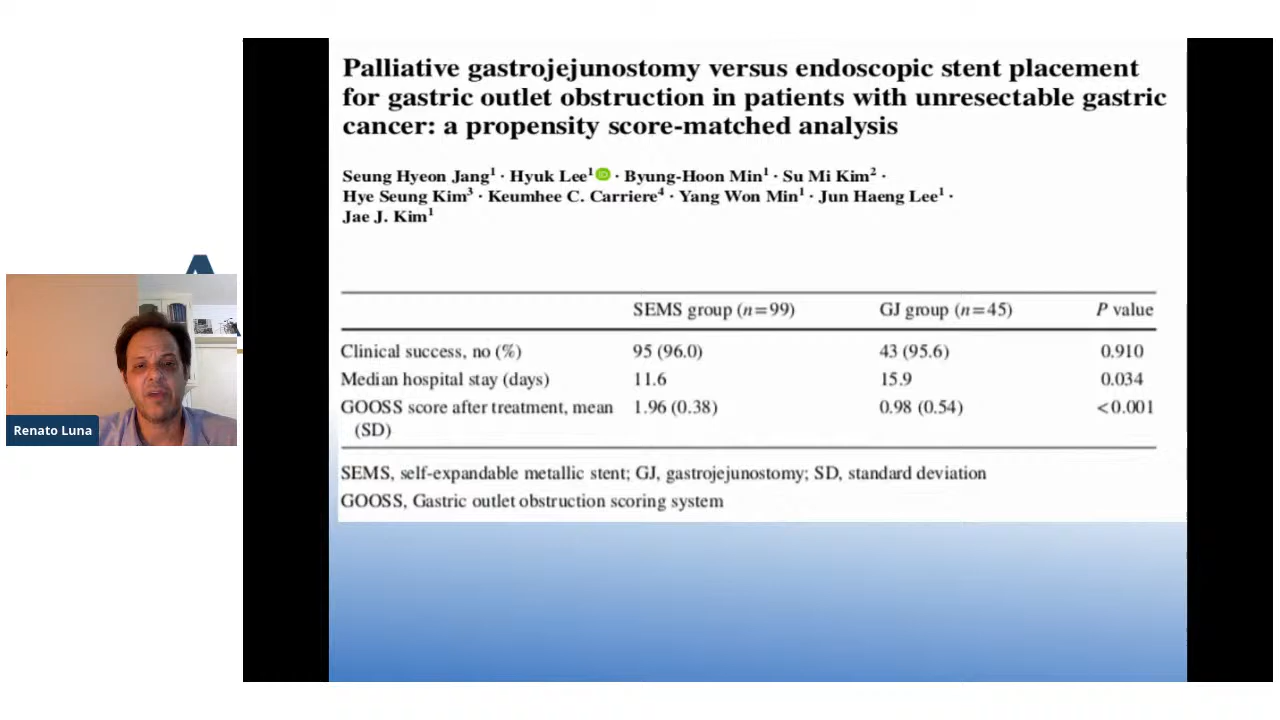 Palliative gastrojejunostomy versus endoscopic stent placement
for gastric outlet obstruction in patients with unresectable gastric
cancer: a propensity score-matched analysis
Seung Hyeon Jang¹ · Hyuk Lee¹ iD · Byung-Hoon Min¹ · Su Mi Kim² ·
Hye Seung Kim³ · Keumhee C. Carriere⁴ · Yang Won Min¹ · Jun Haeng Lee¹ ·
Jae J. Kim¹
SEMS group (n=99) GJ group (n=45) P value
Clinical success, no (%) 95 (96.0) 43 (95.6) 0.910
Median hospital stay (days) 11.6 15.9 0.034
GOOSS score after treatment, mean 1.96 (0.38) 0.98 (0.54) <0.001
(SD)
SEMS, self-expandable metallic stent; GJ, gastrojejunostomy; SD, standard deviation
GOOSS, Gastric outlet obstruction scoring system
Renato Luna